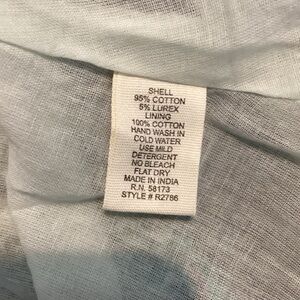 SHELL
95% COTTON
5% LUREX
LINING
100% COTTON
HAND WASH IN
COLD WATER
USE MILD
DETERGENT
NO BLEACH
FLAT DRY
MADE IN INDIA
R.N. 58173
STYLE # R2786